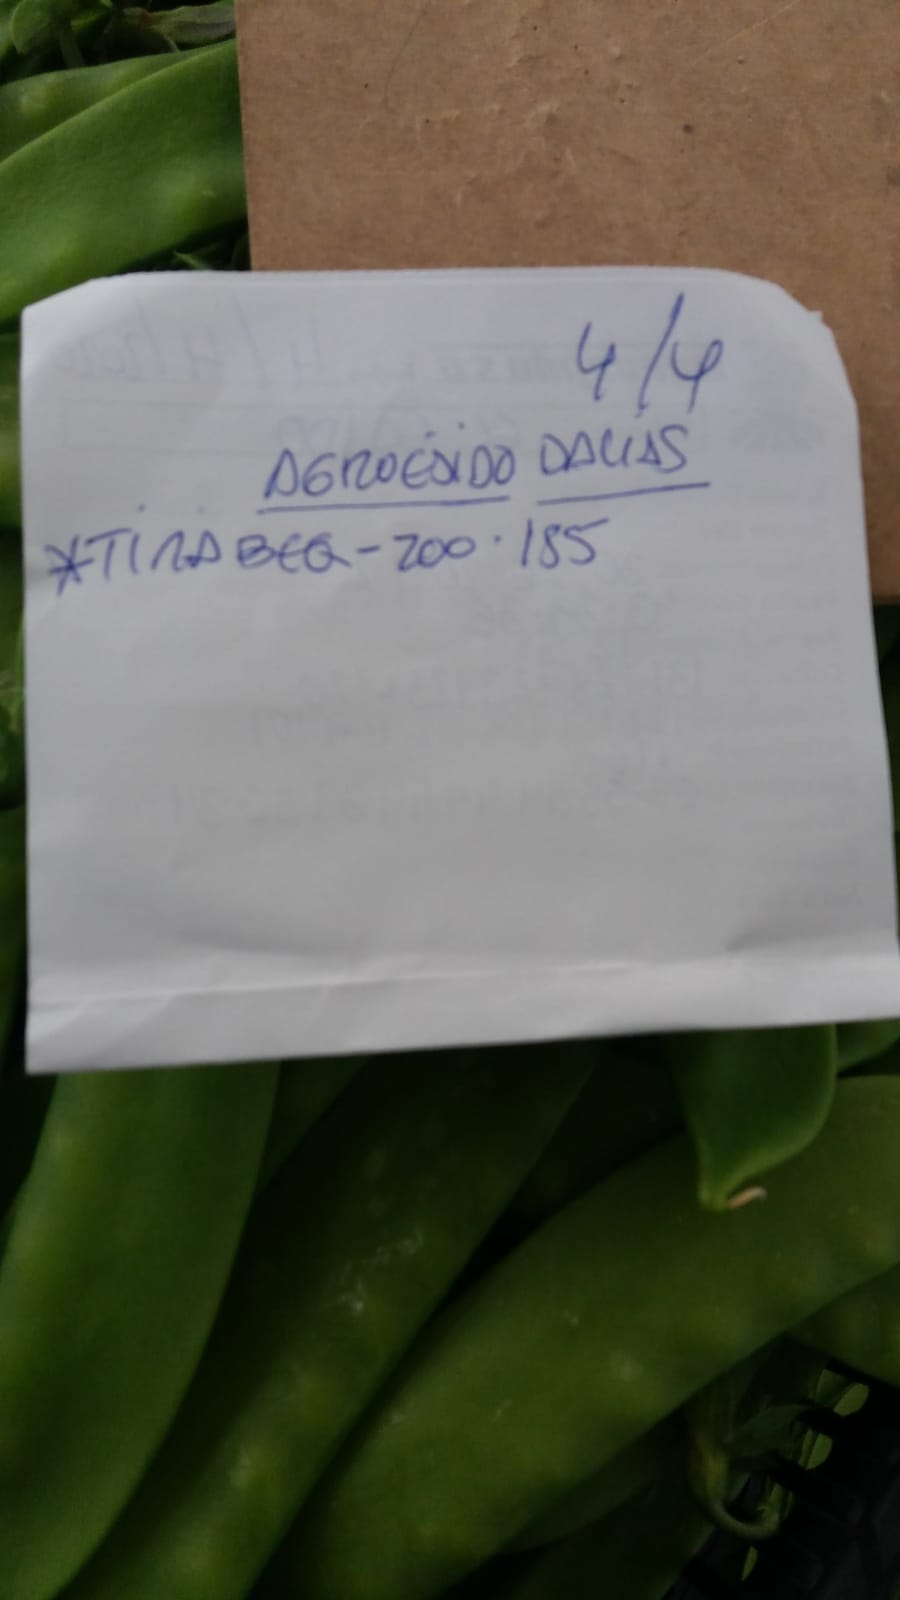 4/4
AGROEJIDO DALIAS
*TIRABEQ-200·185